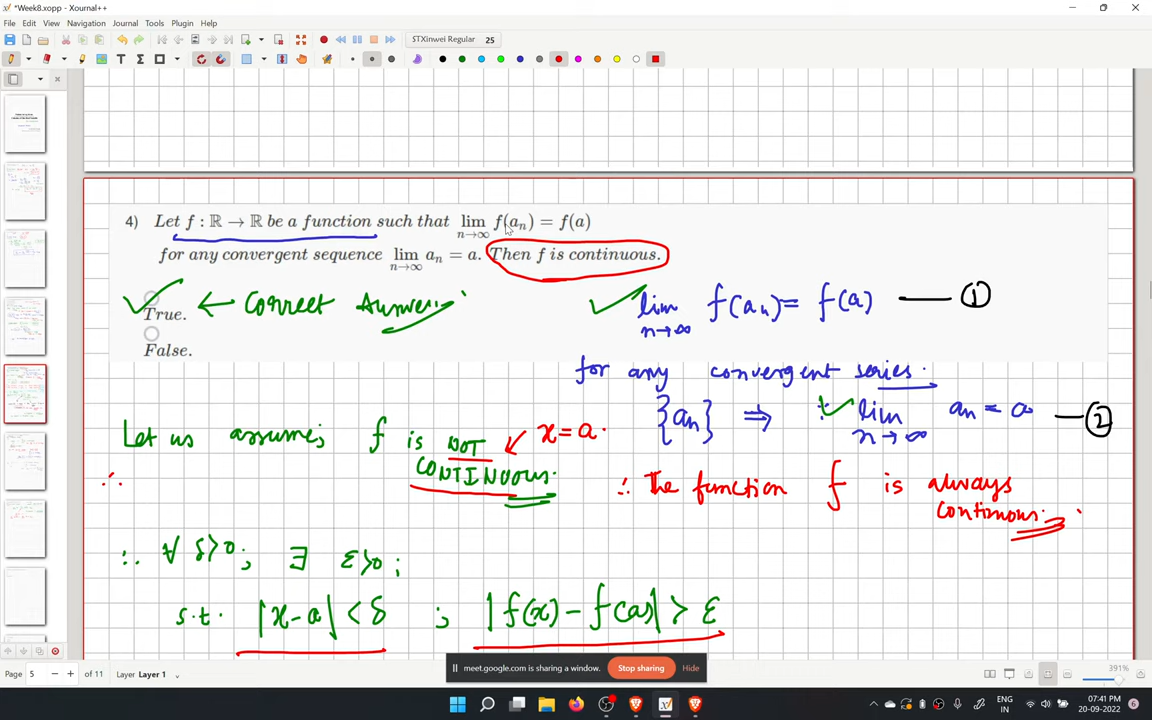 *Week8.xopp - Xournal++
File Edit View Navigation Journal Tools Plugin Help
STXinwei Regular 25
4) Let f : ℝ → ℝ be a function such that lim n→∞ f(aₙ) = f(a)
for any convergent sequence lim n→∞ aₙ = a. Then f is continuous.
True. ← Correct Answer.
False.
lim n→∞ f(aₙ) = f(a) — ①
for any convergent series.
{aₙ} ⇒ ∵ lim n→∞ aₙ = a — ②
Let us assume; f is NOT CONTINUOUS. x = a.
∴
∴ The function f is always continuous.
∴ ∀ δ>0; ∃ ε>0;
s.t. |x-a| < δ ; |f(x) - f(a)| > ε
meet.google.com is sharing a window. Stop sharing Hide
Page 5 of 11 Layer Layer 1 391%
ENG IN 07:41 PM 20-09-2022